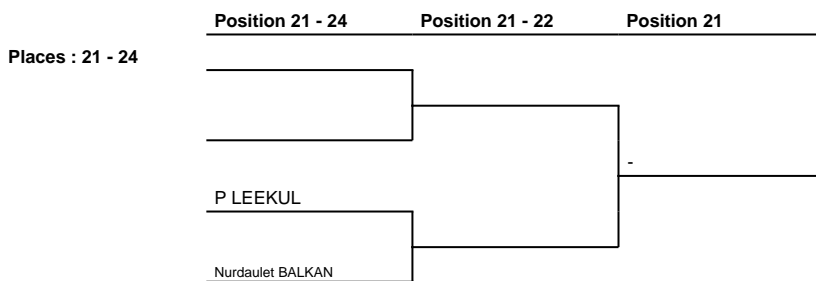 Position 21 - 24 Position 21 - 22 Position 21
Places : 21 - 24
-
P LEEKUL
Nurdaulet BALKAN